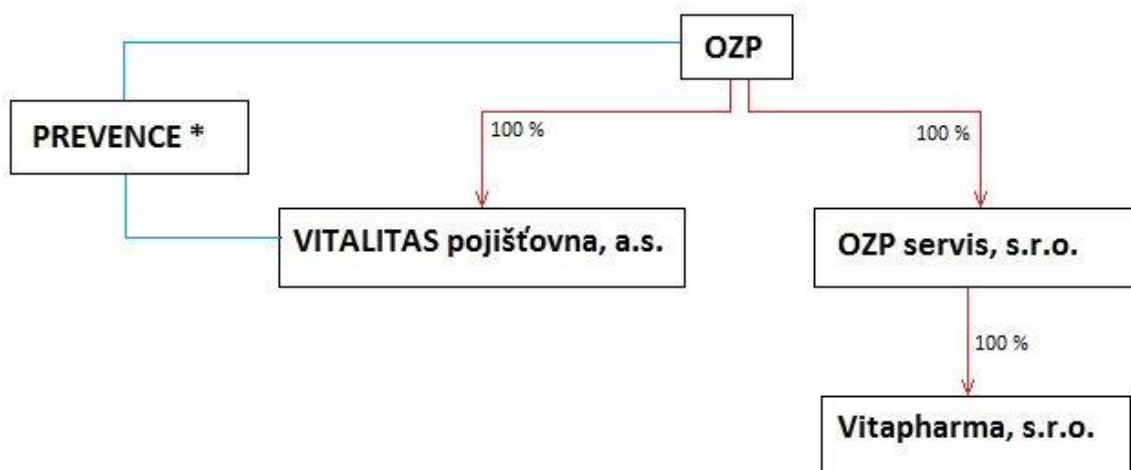 OZP
PREVENCE *
100 %
100 %
VITALITAS pojišťovna, a.s.
OZP servis, s.r.o.
100 %
Vitapharma, s.r.o.